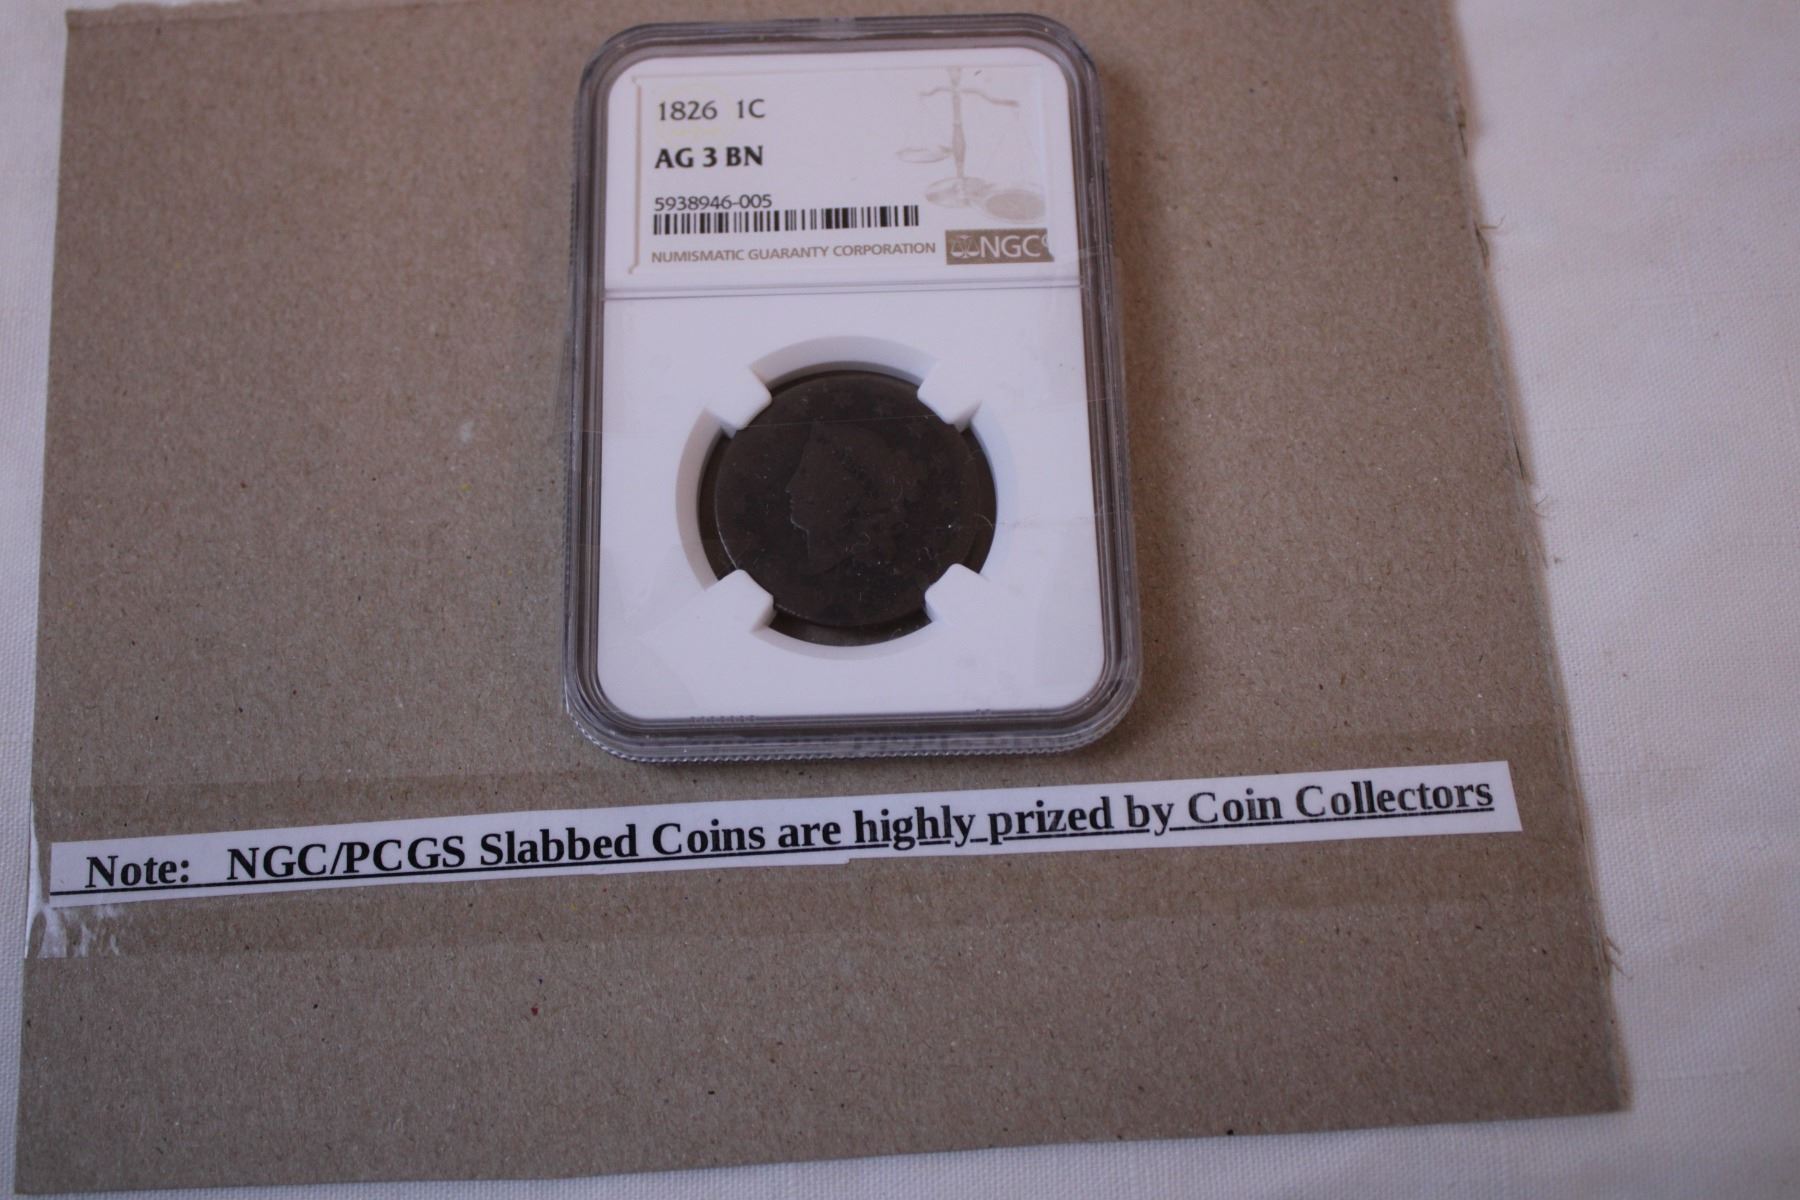 1826 1C
AG 3 BN
5938946-005
NUMISMATIC GUARANTY CORPORATION NGC
Note: NGC/PCGS Slabbed Coins are highly prized by Coin Collectors